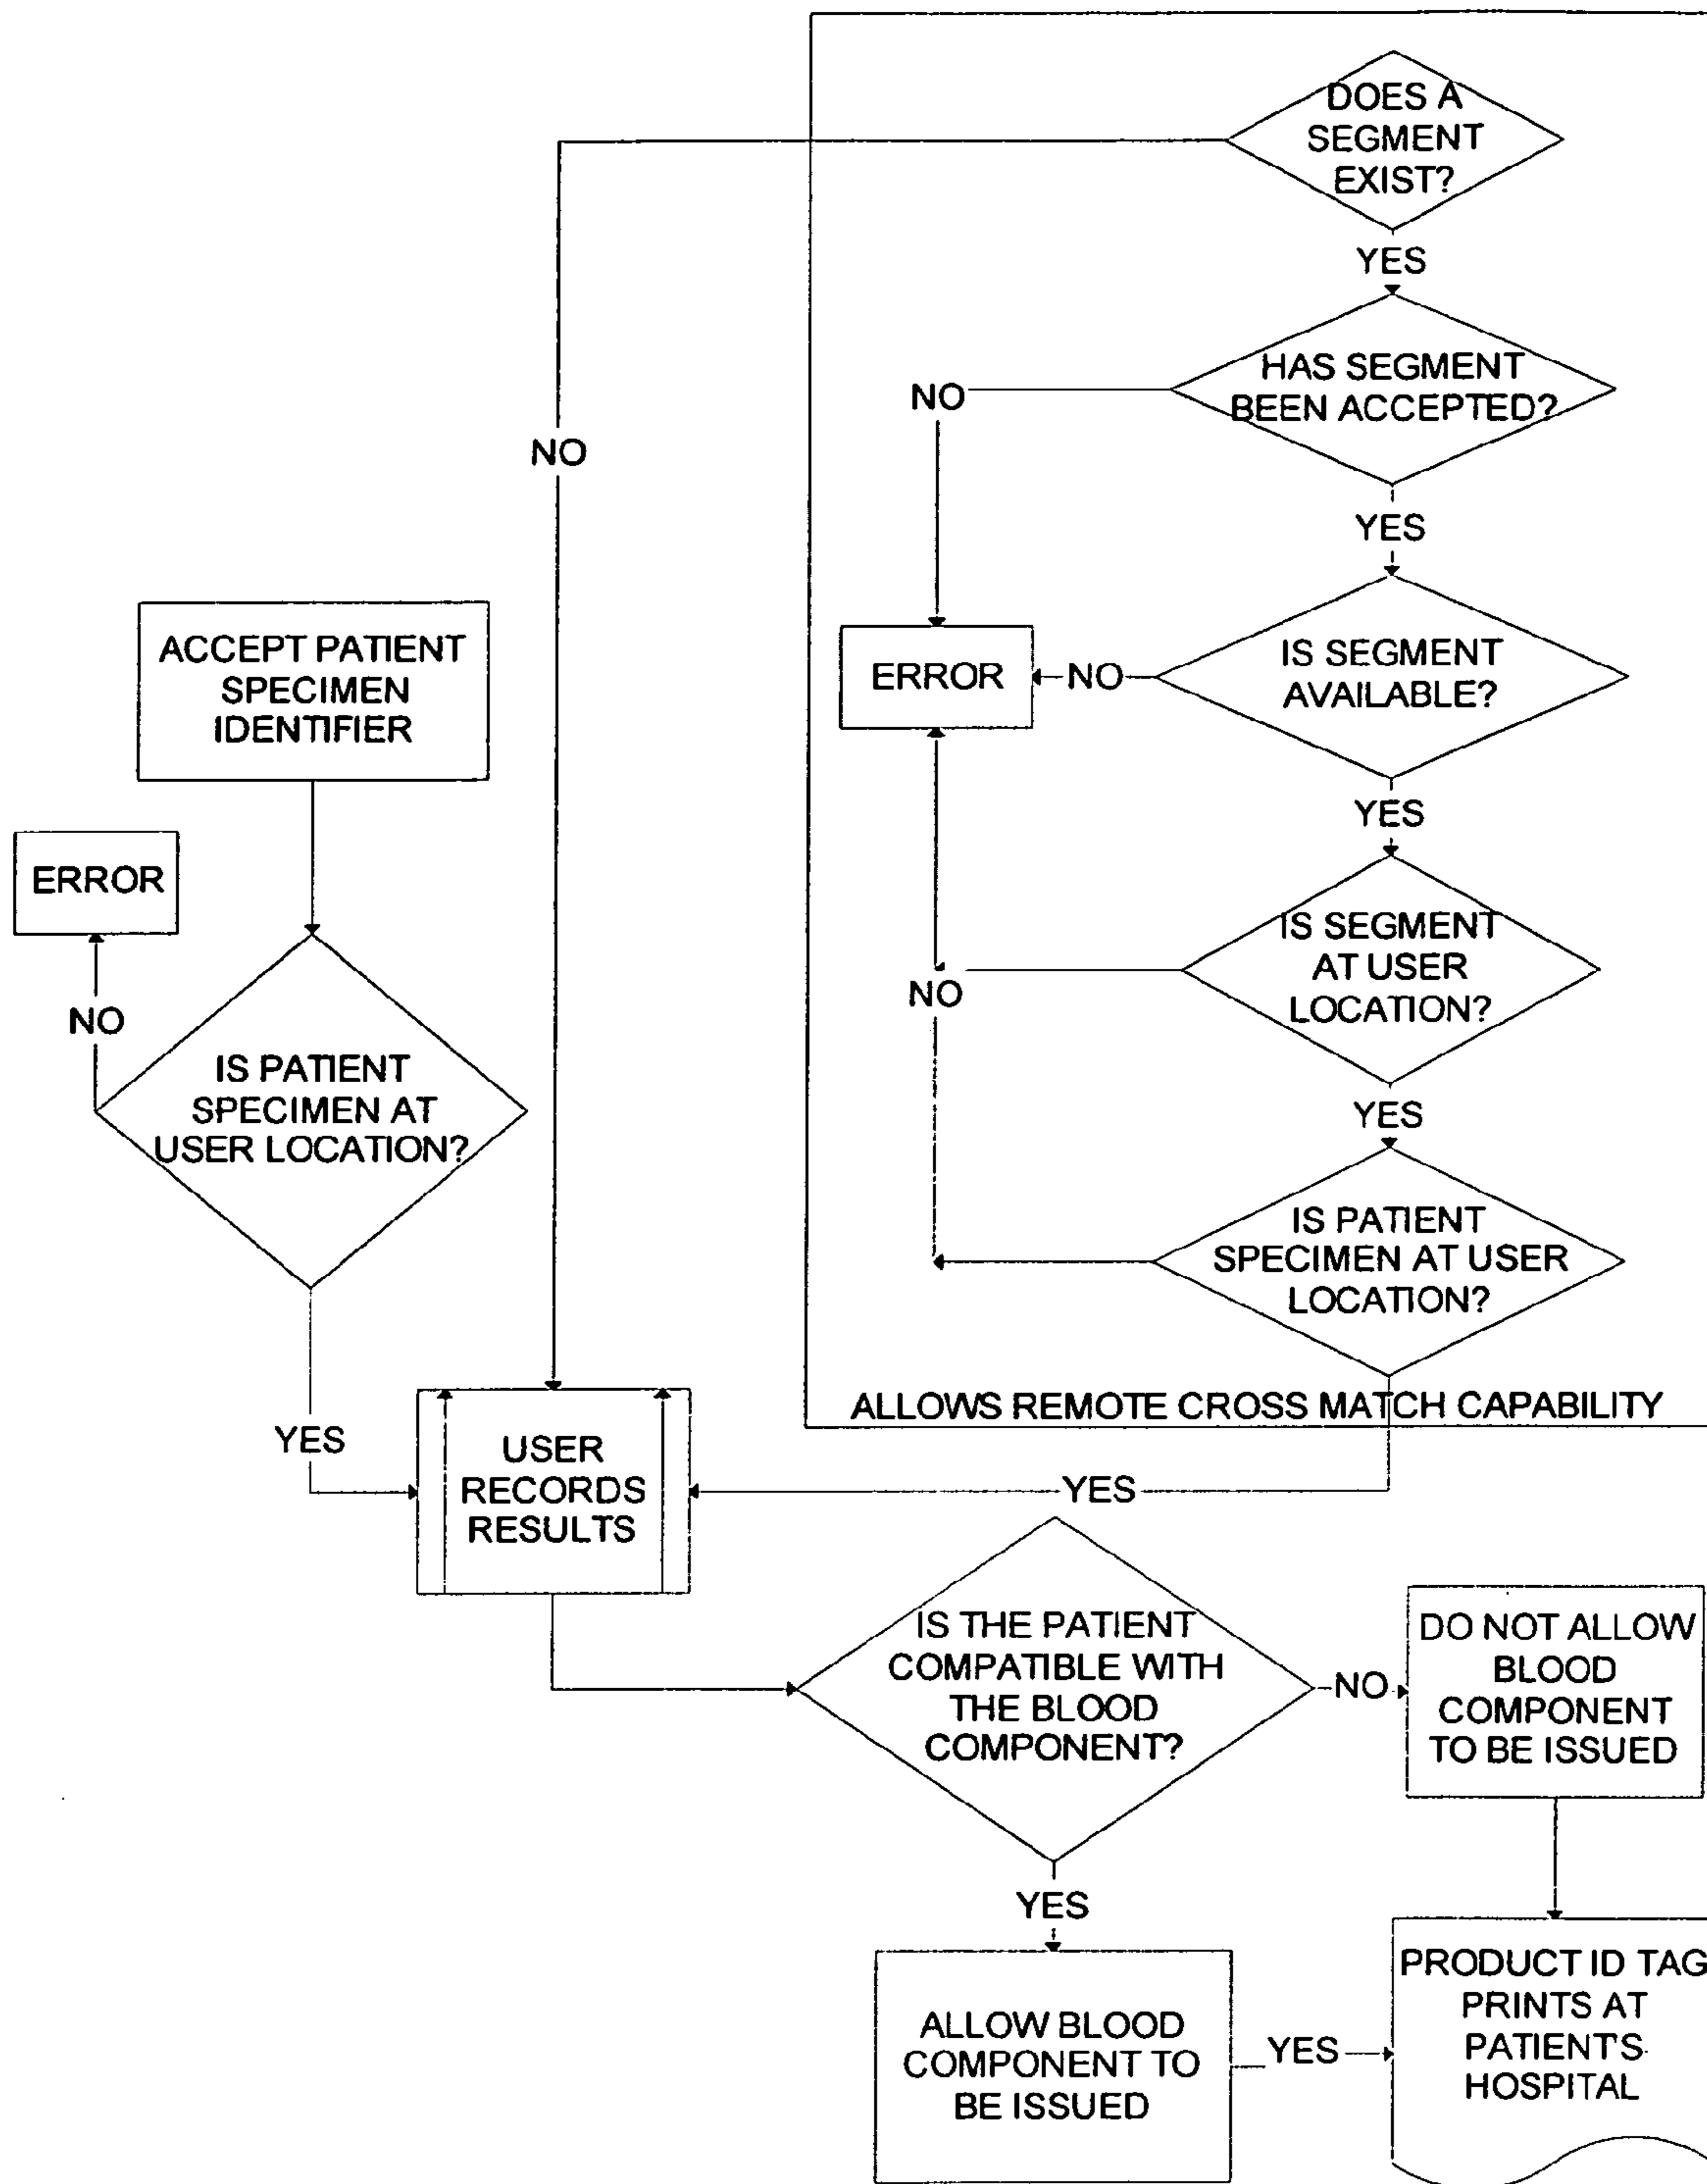 DOES A
SEGMENT
EXIST?
YES
HAS SEGMENT
BEEN ACCEPTED?
NO
NO
YES
ACCEPT PATIENT
SPECIMEN
IDENTIFIER
ERROR
NO
IS SEGMENT
AVAILABLE?
YES
ERROR
NO
IS SEGMENT
AT USER
LOCATION?
NO
YES
IS PATIENT
SPECIMEN AT
USER LOCATION?
IS PATIENT
SPECIMEN AT USER
LOCATION?
ALLOWS REMOTE CROSS MATCH CAPABILITY
YES
USER
RECORDS
RESULTS
YES
IS THE PATIENT
COMPATIBLE WITH
THE BLOOD
COMPONENT?
NO
DO NOT ALLOW
BLOOD
COMPONENT
TO BE ISSUED
YES
ALLOW BLOOD
COMPONENT TO
BE ISSUED
YES
PRODUCT ID TAG
PRINTS AT
PATIENT'S
HOSPITAL